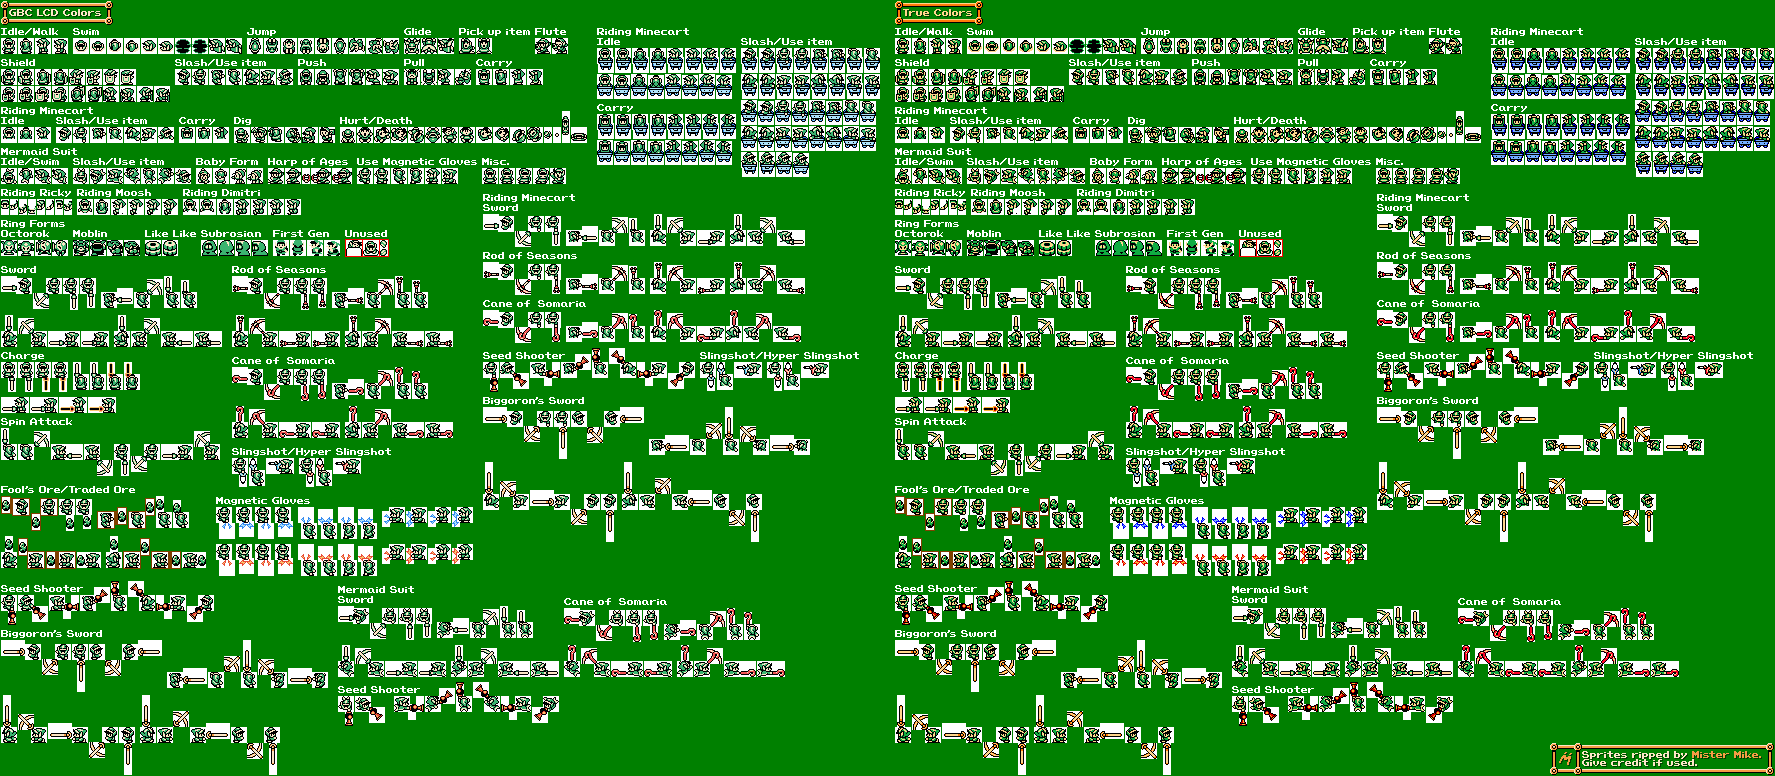 GBC LCD Colors
Idle/Walk Swim Jump Glide Pick up item Flute
Shield Slash/Use item Push Pull Carry
Riding Minecart
Idle Slash/Use item Carry Dig Hurt/Death
Mermaid Suit
Idle/Swim Slash/Use item Baby Form Harp of Ages Use Magnetic Gloves Misc.
Riding Ricky Riding Moosh Riding Dimitri
Ring Forms
Octorok Moblin Like Like Subrosian First Gen Unused
Sword Rod of Seasons
Charge Cane of Somaria
Spin Attack
Slingshot/Hyper Slingshot
Fool's Ore/Traded Ore Magnetic Gloves
Seed Shooter
Biggoron's Sword
Riding Minecart
Idle Slash/Use item
Carry
Riding Minecart
Sword
Rod of Seasons
Cane of Somaria
Seed Shooter Slingshot/Hyper Slingshot
Biggoron's Sword
Mermaid Suit
Sword Cane of Somaria
Seed Shooter
True Colors
Idle/Walk Swim Jump Glide Pick up item Flute
Shield Slash/Use item Push Pull Carry
Riding Minecart
Idle Slash/Use item Carry Dig Hurt/Death
Mermaid Suit
Idle/Swim Slash/Use item Baby Form Harp of Ages Use Magnetic Gloves Misc.
Riding Ricky Riding Moosh Riding Dimitri
Ring Forms
Octorok Moblin Like Like Subrosian First Gen Unused
Sword Rod of Seasons
Charge Cane of Somaria
Spin Attack
Slingshot/Hyper Slingshot
Fool's Ore/Traded Ore Magnetic Gloves
Seed Shooter
Biggoron's Sword
Riding Minecart
Idle Slash/Use item
Carry
Riding Minecart
Sword
Rod of Seasons
Cane of Somaria
Seed Shooter Slingshot/Hyper Slingshot
Biggoron's Sword
Mermaid Suit
Sword Cane of Somaria
Seed Shooter
Sprites ripped by Mister Mike.
Give credit if used.